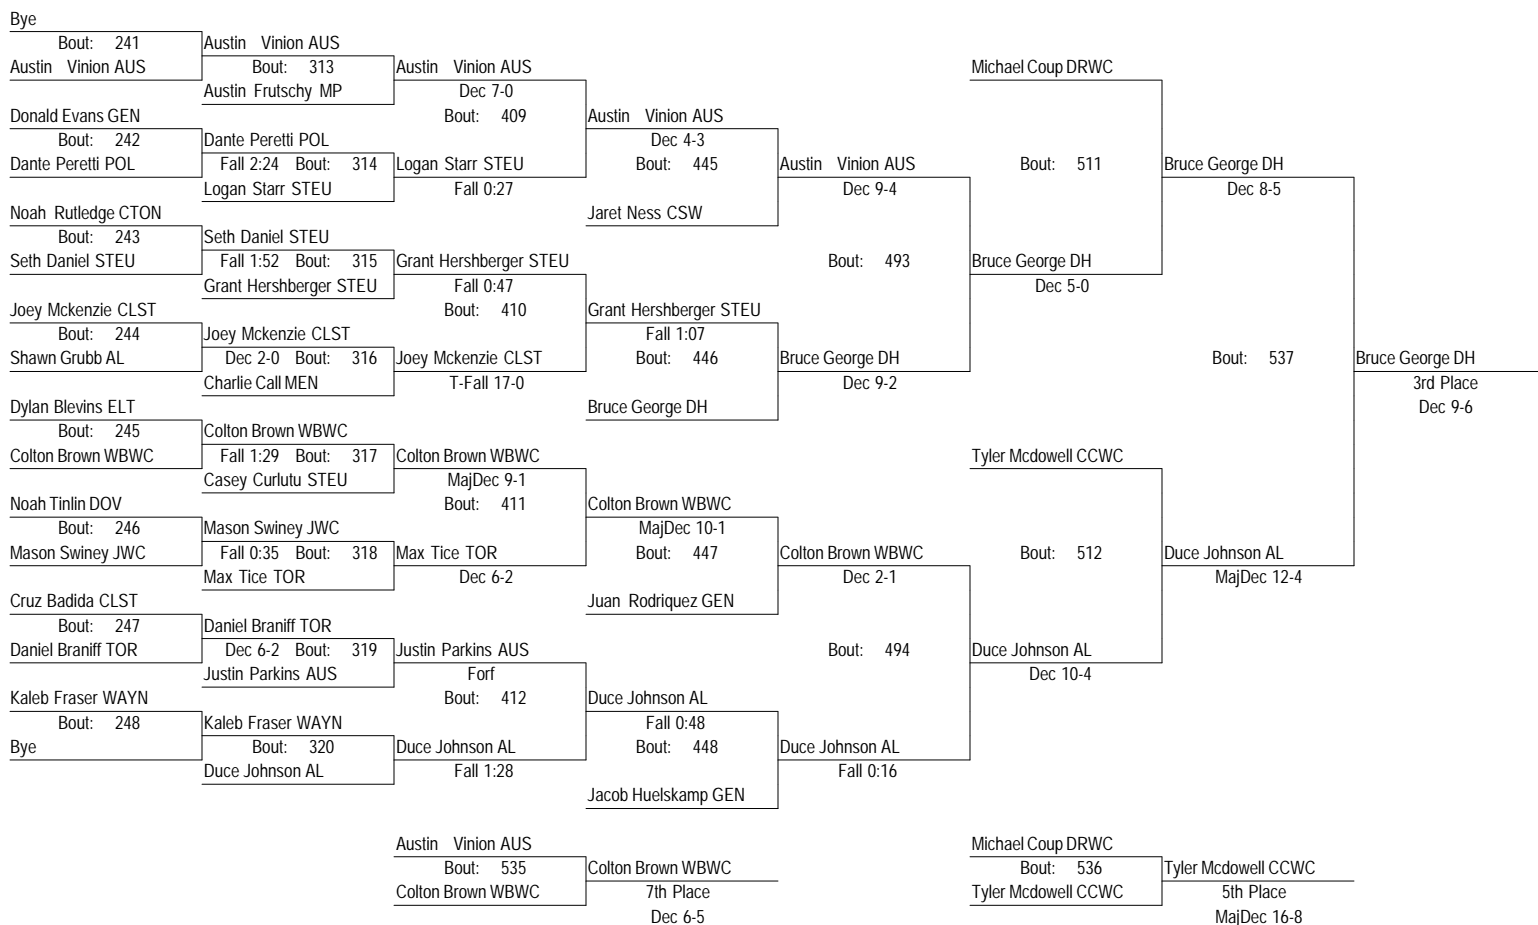 Bye
Bout: 241 Austin Vinion AUS
Austin Vinion AUS Bout: 313 Austin Vinion AUS Michael Coup DRWC
Austin Frutschy MP Dec 7-0
Donald Evans GEN Bout: 409 Austin Vinion AUS
Bout: 242 Dante Peretti POL Dec 4-3
Dante Peretti POL Fall 2:24 Bout: 314 Logan Starr STEU Bout: 445 Austin Vinion AUS Bout: 511 Bruce George DH
Logan Starr STEU Fall 0:27 Dec 9-4 Dec 8-5
Noah Rutledge CTON Jaret Ness CSW
Bout: 243 Seth Daniel STEU
Seth Daniel STEU Fall 1:52 Bout: 315 Grant Hershberger STEU Bout: 493 Bruce George DH
Grant Hershberger STEU Fall 0:47 Dec 5-0
Joey Mckenzie CLST Bout: 410 Grant Hershberger STEU
Bout: 244 Joey Mckenzie CLST Fall 1:07
Shawn Grubb AL Dec 2-0 Bout: 316 Joey Mckenzie CLST Bout: 446 Bruce George DH Bout: 537 Bruce George DH
Charlie Call MEN T-Fall 17-0 Dec 9-2 3rd Place
Dylan Blevins ELT Bruce George DH Dec 9-6
Bout: 245 Colton Brown WBWC
Colton Brown WBWC Fall 1:29 Bout: 317 Colton Brown WBWC Tyler Mcdowell CCWC
Casey Curlutu STEU MajDec 9-1
Noah Tinlin DOV Bout: 411 Colton Brown WBWC
Bout: 246 Mason Swiney JWC MajDec 10-1
Mason Swiney JWC Fall 0:35 Bout: 318 Max Tice TOR Bout: 447 Colton Brown WBWC Bout: 512 Duce Johnson AL
Max Tice TOR Dec 6-2 Dec 2-1 MajDec 12-4
Cruz Badida CLST Juan Rodriquez GEN
Bout: 247 Daniel Braniff TOR
Daniel Braniff TOR Dec 6-2 Bout: 319 Justin Parkins AUS Bout: 494 Duce Johnson AL
Justin Parkins AUS Forf Dec 10-4
Kaleb Fraser WAYN Bout: 412 Duce Johnson AL
Bout: 248 Kaleb Fraser WAYN Fall 0:48
Bye Bout: 320 Duce Johnson AL Bout: 448 Duce Johnson AL
Duce Johnson AL Fall 1:28 Fall 0:16
Jacob Huelskamp GEN
Austin Vinion AUS Michael Coup DRWC
Bout: 535 Colton Brown WBWC Bout: 536 Tyler Mcdowell CCWC
Colton Brown WBWC 7th Place Tyler Mcdowell CCWC 5th Place
Dec 6-5 MajDec 16-8